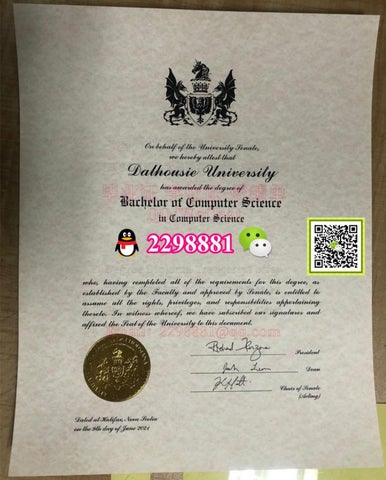 On behalf of the University Senate,
we hereby attest that
Dalhousie University
has awarded the degree of
Bachelor of Computer Science
in Computer Science
2298881
who, having completed all of the requirements for this degree, as
established by the Faculty and approved by Senate, is entitled to
assume all the rights, privileges, and responsibilities appertaining
thereto. In witness whereof, we have subscribed our signatures and
affixed the Seal of the University to this document.
President
Dean
Chair of Senate
(Acting)
Dated at Halifax, Nova Scotia
on the 9th day of June 2021